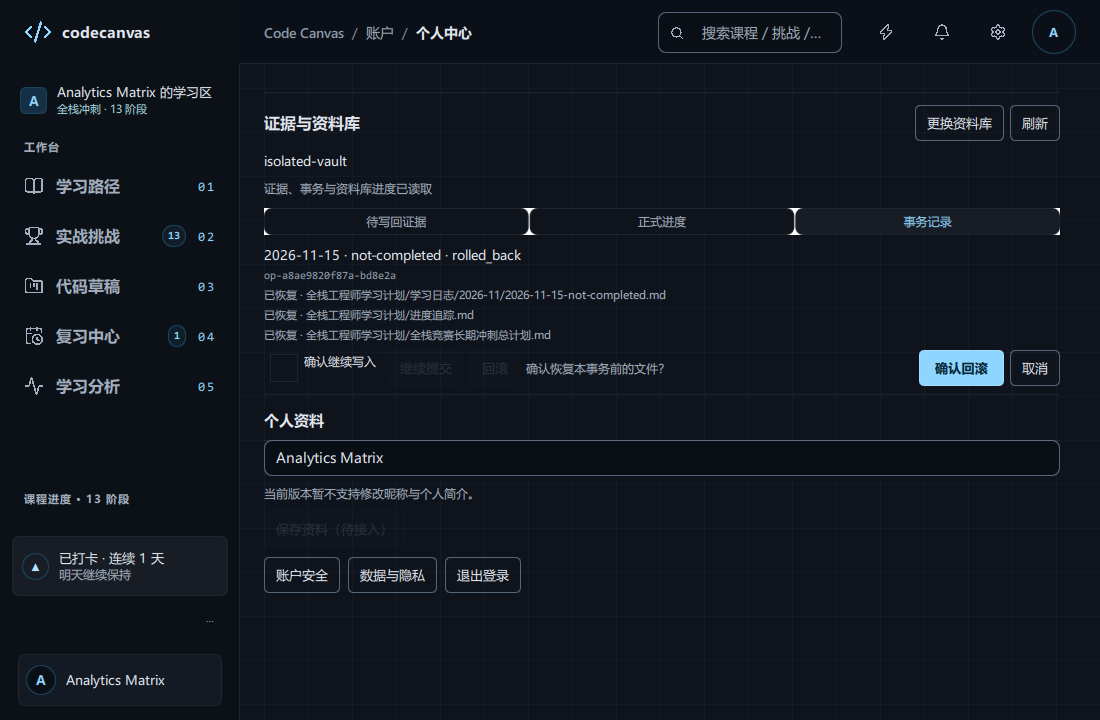 codecanvas
Code Canvas / 账户 / 个人中心
搜索课程 / 挑战 /...
A
A
Analytics Matrix 的学习区
全栈冲刺 · 13 阶段
工作台
学习路径 01
实战挑战 13 02
代码草稿 03
复习中心 1 04
学习分析 05
课程进度 • 13 阶段
已打卡 · 连续 1 天
明天继续保持
...
A
Analytics Matrix
证据与资料库
更换资料库
刷新
isolated-vault
证据、事务与资料库进度已读取
待写回证据
正式进度
事务记录
2026-11-15 · not-completed · rolled_back
op-a8ae9820f87a-bd8e2a
已恢复 · 全栈工程师学习计划/学习日志/2026-11/2026-11-15-not-completed.md
已恢复 · 全栈工程师学习计划/进度追踪.md
已恢复 · 全栈工程师学习计划/全栈竞赛长期冲刺总计划.md
确认继续写入
继续提交
回滚
确认恢复本事务前的文件?
确认回滚
取消
个人资料
Analytics Matrix
当前版本暂不支持修改昵称与个人简介。
保存资料（待接入）
账户安全
数据与隐私
退出登录